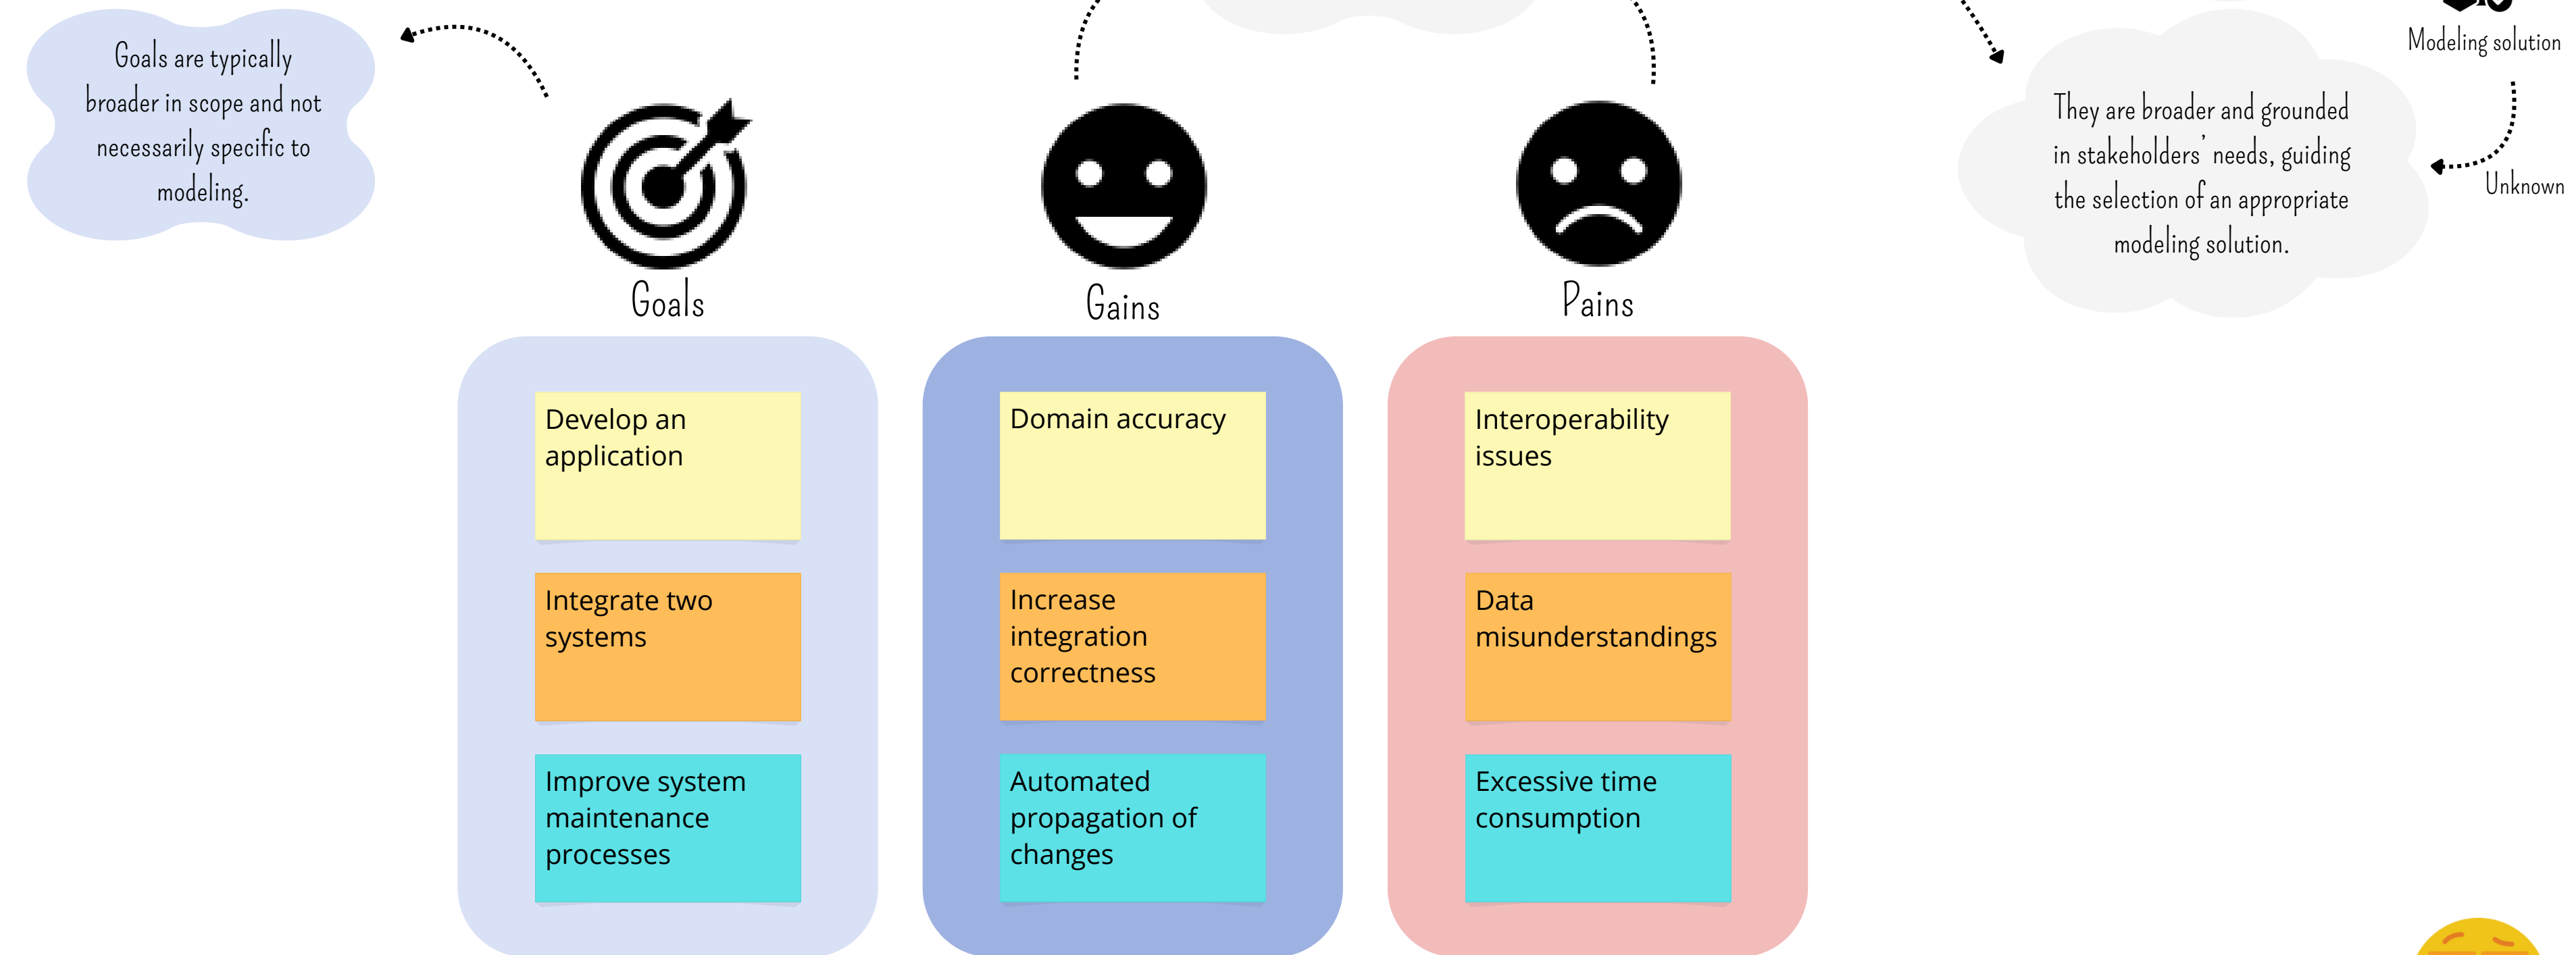 Goals are typically
broader in scope and not
necessarily specific to
modeling.
Modeling solution
They are broader and grounded
in stakeholders’ needs, guiding
the selection of an appropriate
modeling solution.
Unknown
Goals
Gains
Pains
Develop an
application
Domain accuracy
Interoperability
issues
Integrate two
systems
Increase
integration
correctness
Data
misunderstandings
Improve system
maintenance
processes
Automated
propagation of
changes
Excessive time
consumption